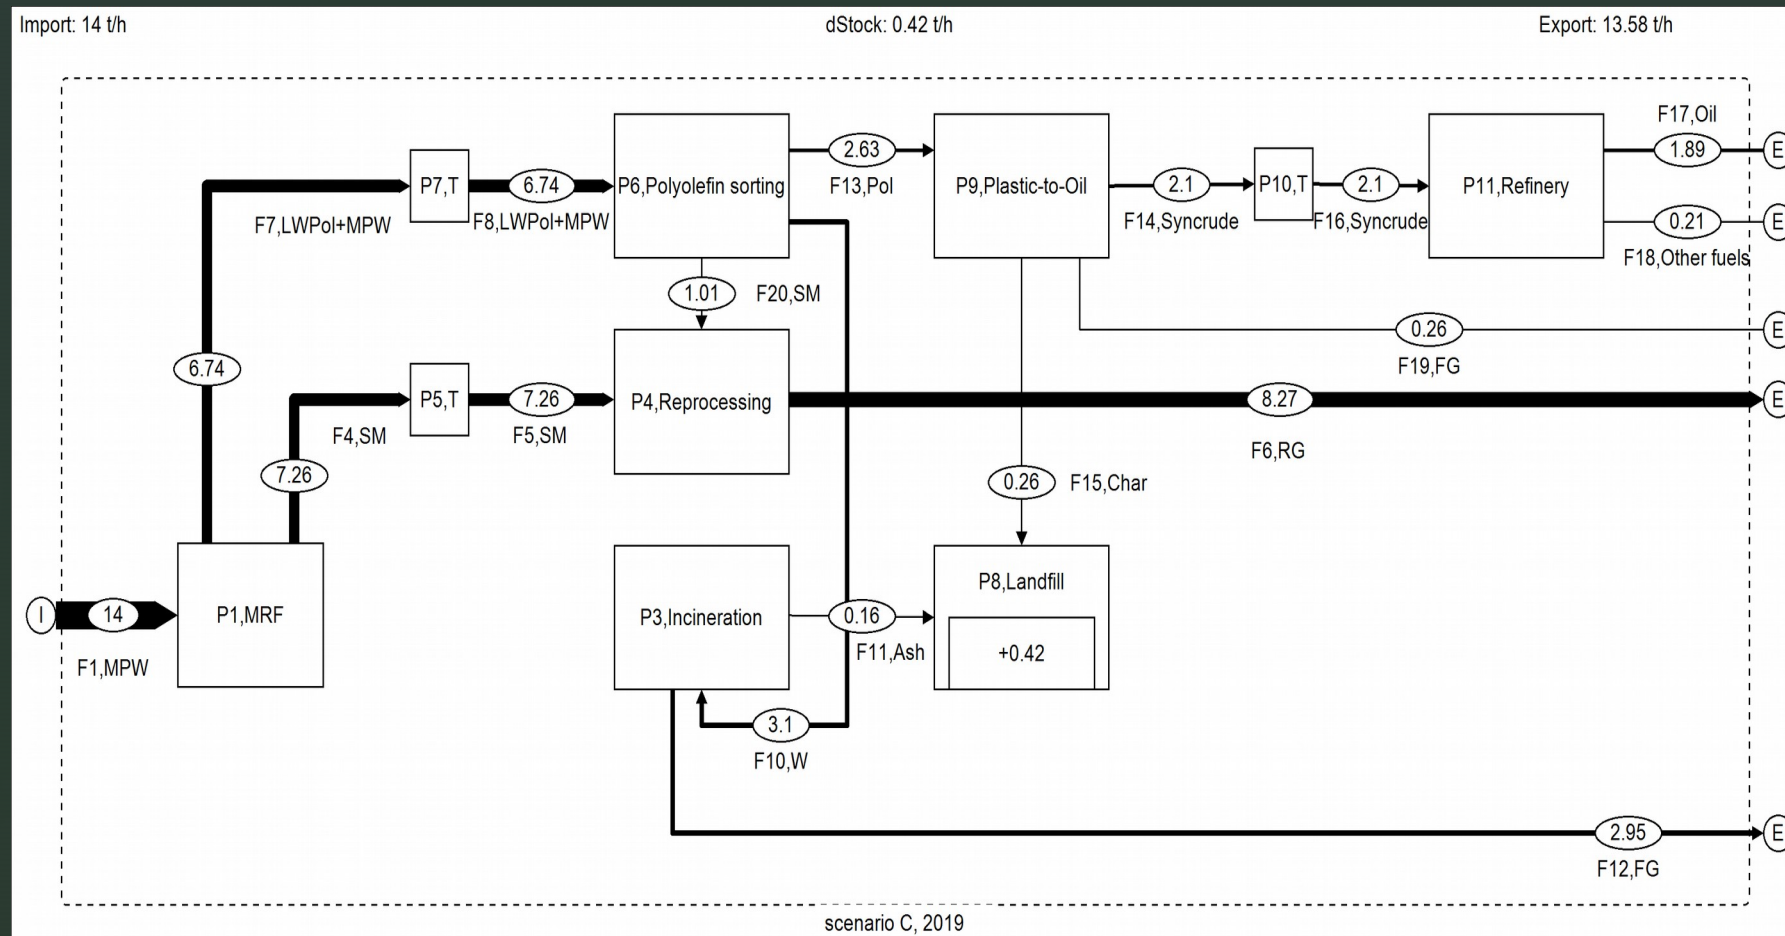 Import: 14 t/h
dStock: 0.42 t/h
Export: 13.58 t/h
F17,Oil
1.89
E
P7,T
6.74
P6,Polyolefin sorting
2.63
P9,Plastic-to-Oil
2.1
P10,T
2.1
P11,Refinery
F7,LWPol+MPW
F8,LWPol+MPW
F13,Pol
F14,Syncrude
F16,Syncrude
0.21
E
F18,Other fuels
1.01
F20,SM
0.26
E
F19,FG
6.74
P5,T
7.26
P4,Reprocessing
8.27
E
F4,SM
F5,SM
F6,RG
7.26
0.26
F15,Char
I
14
P1,MRF
P3,Incineration
0.16
P8,Landfill
+0.42
F1,MPW
F11,Ash
3.1
F10,W
2.95
E
F12,FG
scenario C, 2019